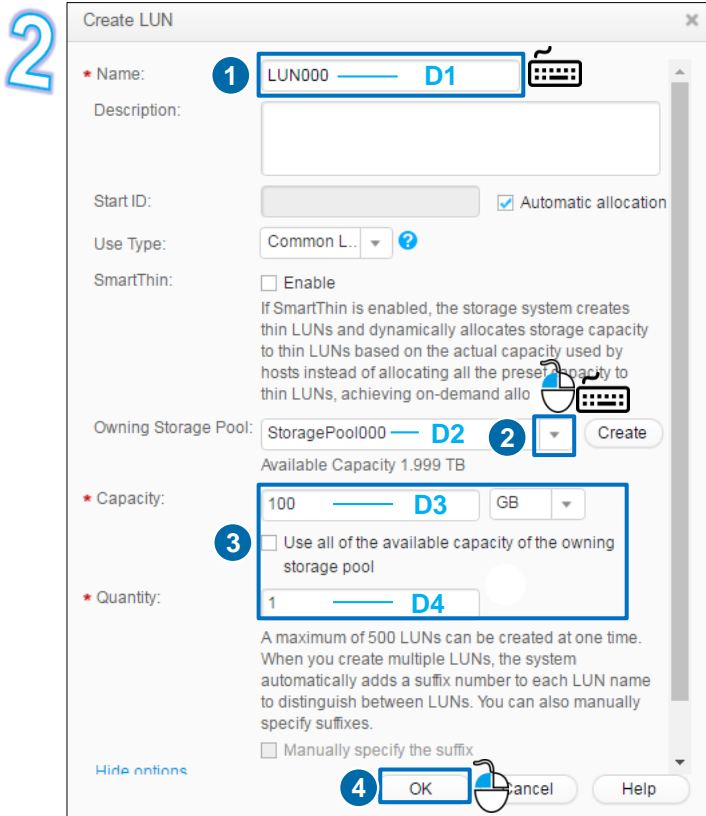 2
Create LUN
* Name: 1 LUN000 D1
Description:
Start ID: Automatic allocation
Use Type: Common L.. ?
SmartThin: Enable
If SmartThin is enabled, the storage system creates
thin LUNs and dynamically allocates storage capacity
to thin LUNs based on the actual capacity used by
hosts instead of allocating all the preset capacity to
thin LUNs, achieving on-demand allo
Owning Storage Pool: StoragePool000 D2 2 Create
Available Capacity 1.999 TB
* Capacity: 100 D3 GB
3 Use all of the available capacity of the owning
storage pool
* Quantity: 1 D4
A maximum of 500 LUNs can be created at one time.
When you create multiple LUNs, the system
automatically adds a suffix number to each LUN name
to distinguish between LUNs. You can also manually
specify suffixes.
Manually specify the suffix
Hide options
4 OK Cancel Help